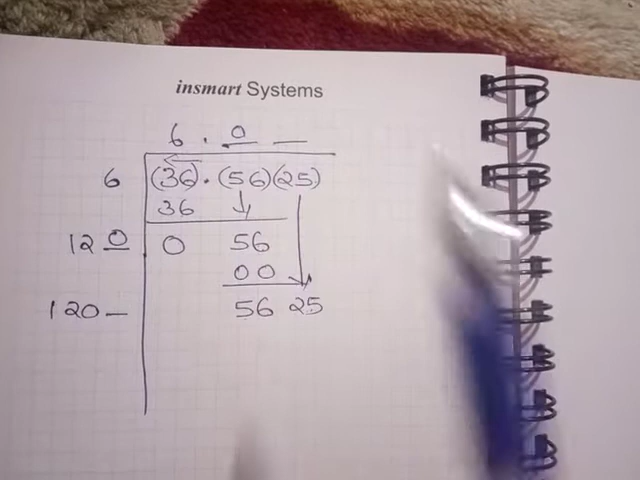 insmart Systems
6 . 0 _
6 (36) . (56)(25)
36
12 0 0 56
00
120 _ 56 25